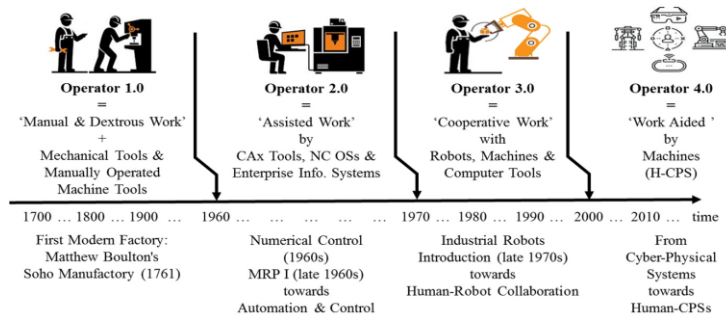 Operator 1.0
=
‘Manual & Dextrous Work’
+
Mechanical Tools &
Manually Operated
Machine Tools
Operator 2.0
=
‘Assisted Work’
by
CAx Tools, NC OSs &
Enterprise Info. Systems
Operator 3.0
=
‘Cooperative Work’
with
Robots, Machines &
Computer Tools
Operator 4.0
=
‘Work Aided ’
by
Machines
(H-CPS)
1700 … 1800 … 1900 … 1960 … … … … 1970 … 1980 … 1990 … 2000 … 2010 … time
First Modern Factory:
Matthew Boulton's
Soho Manufactory (1761)
Numerical Control
(1960s)
MRP I (late 1960s)
towards
Automation & Control
Industrial Robots
Introduction (late 1970s)
towards
Human-Robot Collaboration
From
Cyber-Physical
Systems
towards
Human-CPSs